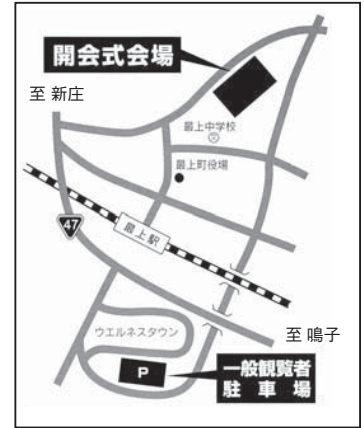 開会式会場
至 新庄
最上中学校
最上町役場
47
最上駅
ウエルネスタウン
至 鳴子
P
一般観覧者
駐車場